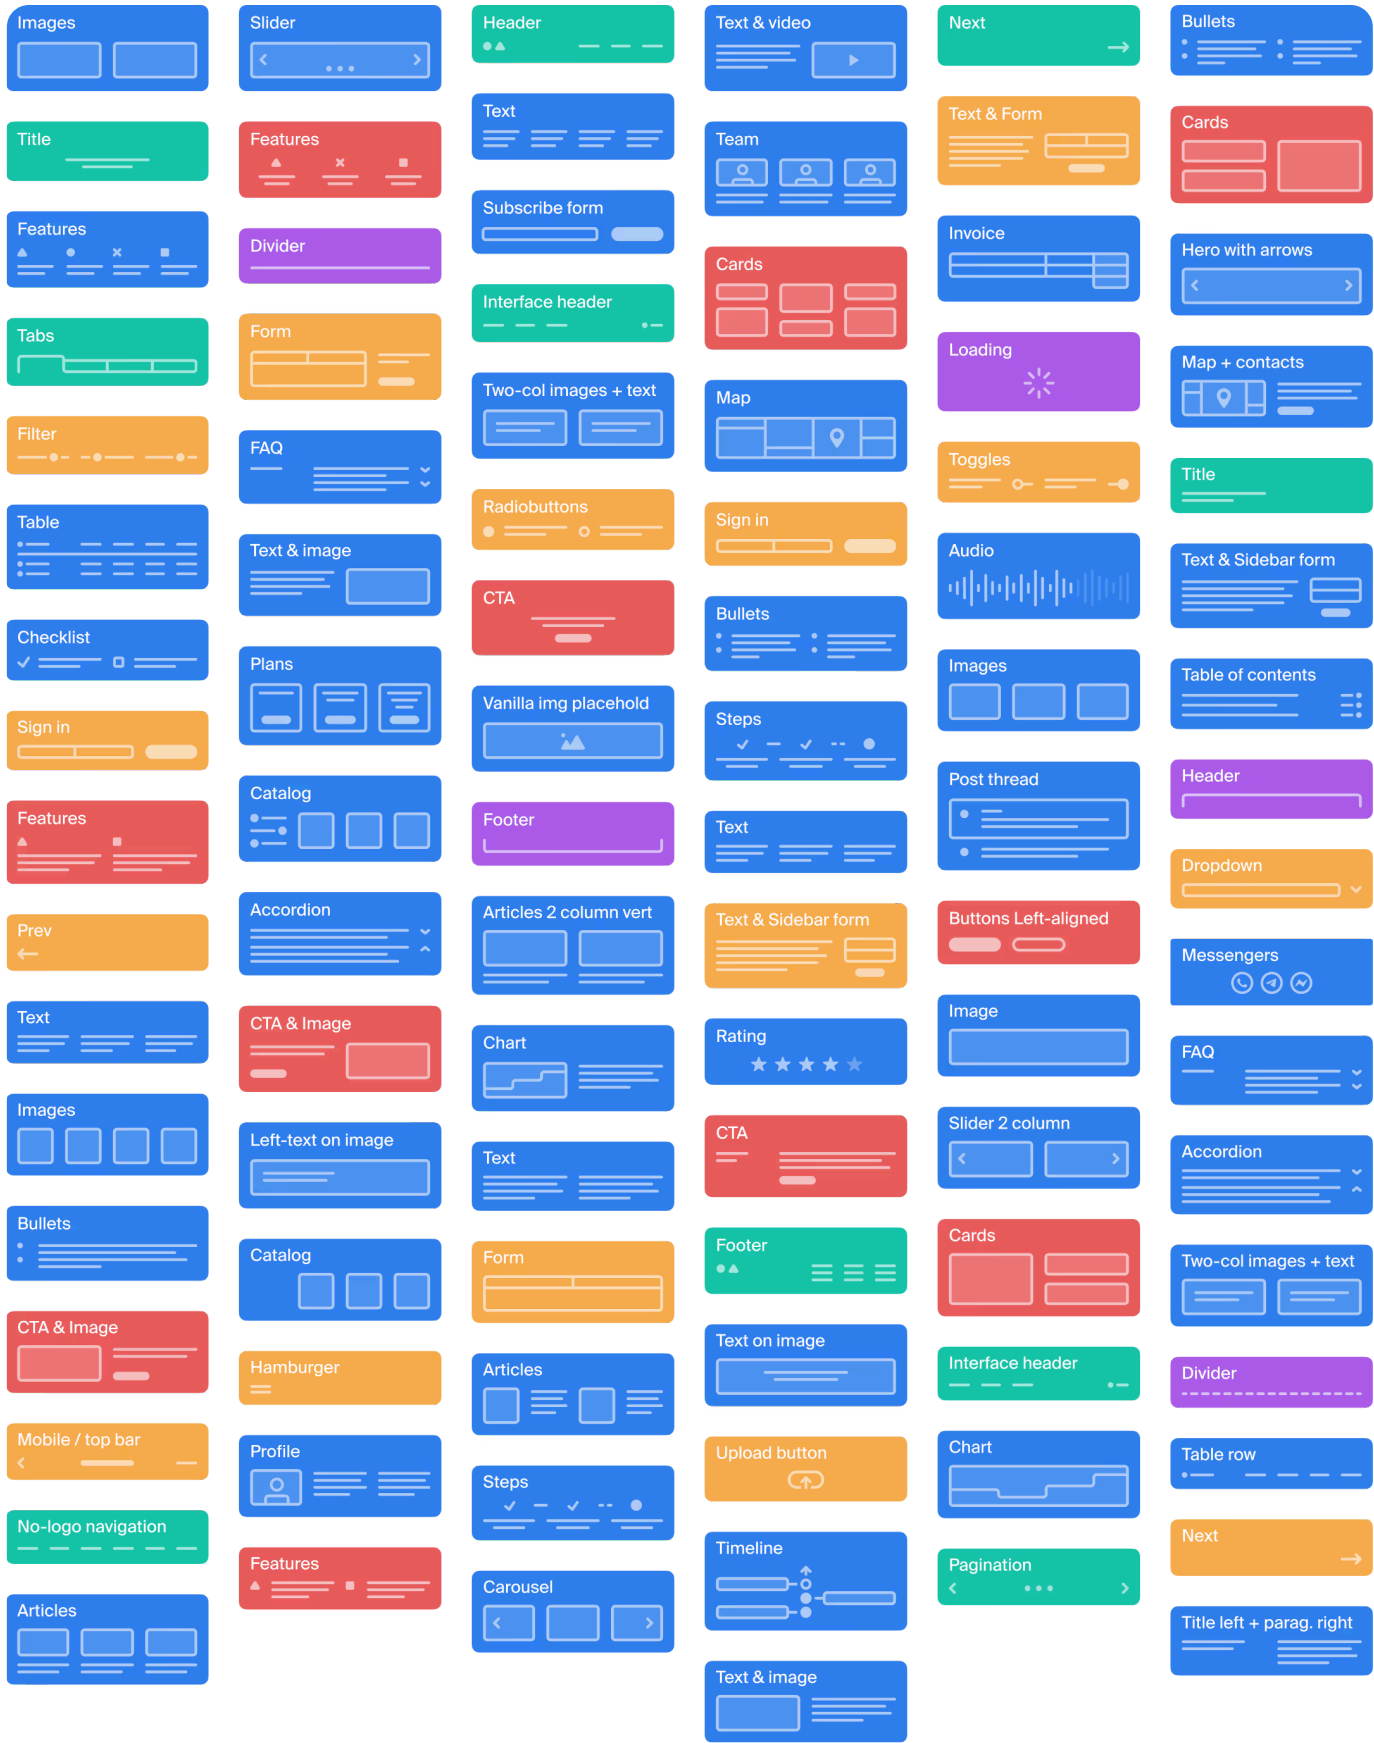 Images
Title
Features
Tabs
Filter
Table
Checklist
Sign in
Features
Prev
Text
Images
Bullets
CTA & Image
Mobile / top bar
No-logo navigation
Articles
Slider
Features
Divider
Form
FAQ
Text & image
Plans
Catalog
Accordion
CTA & Image
Left-text on image
Catalog
Hamburger
Profile
Features
Header
Text
Subscribe form
Interface header
Two-col images + text
Radiobuttons
CTA
Vanilla img placehold
Footer
Articles 2 column vert
Chart
Text
Form
Articles
Steps
Carousel
Text & video
Team
Cards
Map
Sign in
Bullets
Steps
Text
Text & Sidebar form
Rating
CTA
Footer
Text on image
Upload button
Timeline
Text & image
Next
Text & Form
Invoice
Loading
Toggles
Audio
Images
Post thread
Buttons Left-aligned
Image
Slider 2 column
Cards
Interface header
Chart
Pagination
Bullets
Cards
Hero with arrows
Map + contacts
Title
Text & Sidebar form
Table of contents
Header
Dropdown
Messengers
FAQ
Accordion
Two-col images + text
Divider
Table row
Next
Title left + parag. right